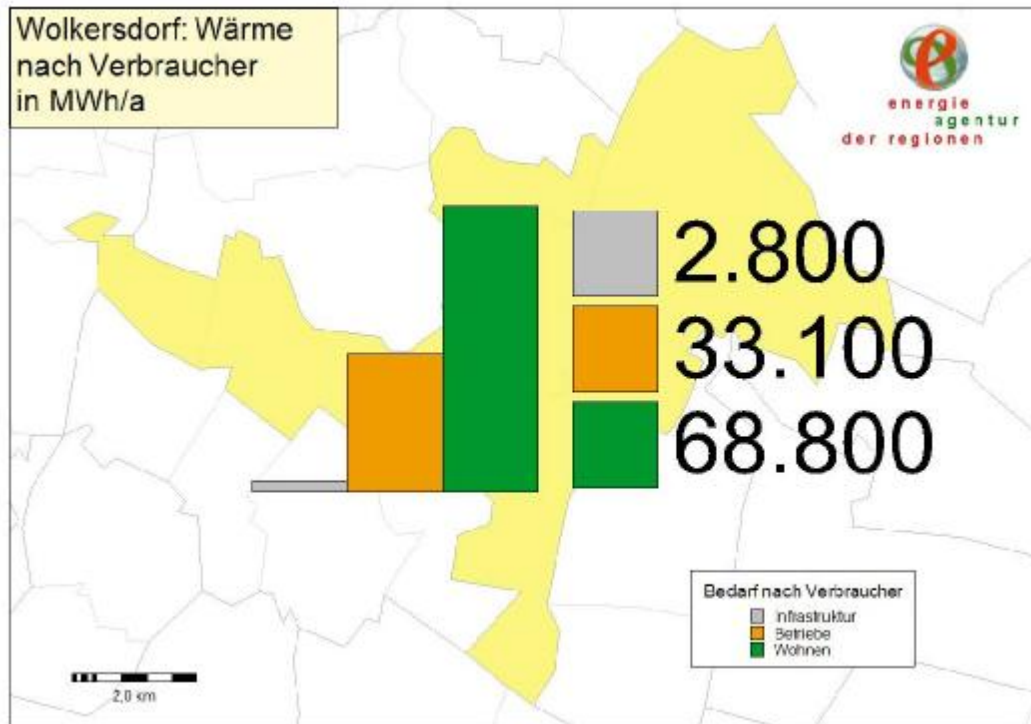 Wolkersdorf: Wärme
nach Verbraucher
in MWh/a
energie
agentur
der regionen
2.800
33.100
68.800
Bedarf nach Verbraucher
Infrastruktur
Betriebe
Wohnen
2,0 km